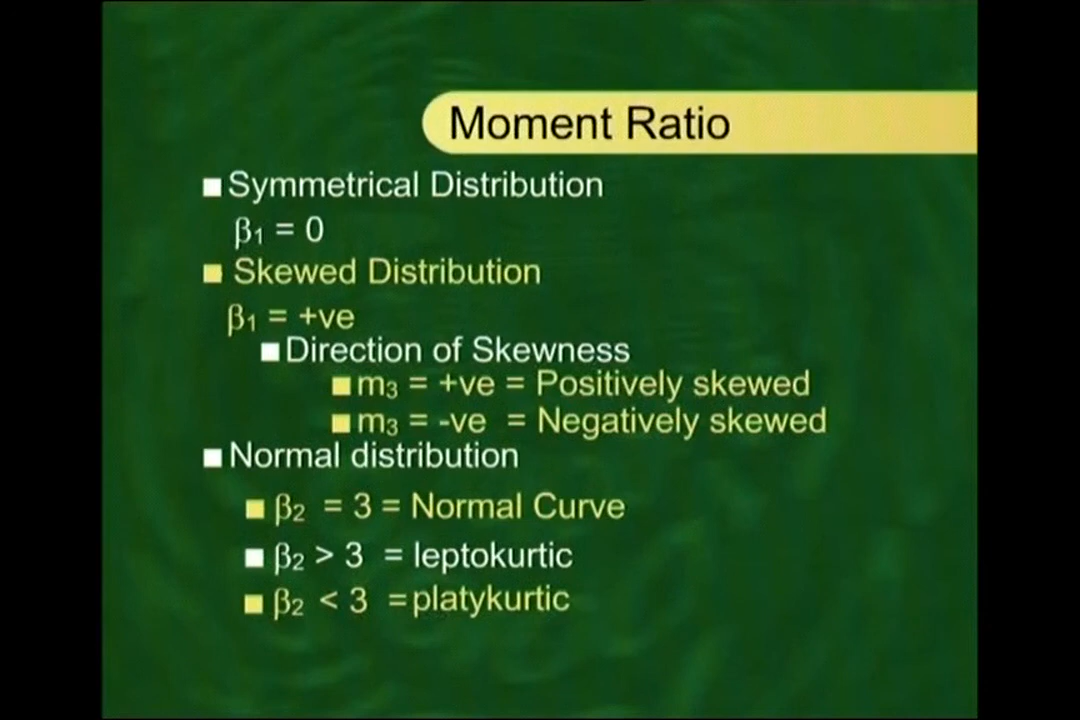 Moment Ratio
■ Symmetrical Distribution
β₁ = 0
■ Skewed Distribution
β₁ = +ve
■ Direction of Skewness
■ m₃ = +ve = Positively skewed
■ m₃ = -ve = Negatively skewed
■ Normal distribution
■ β₂ = 3 = Normal Curve
■ β₂ > 3 = leptokurtic
■ β₂ < 3 = platykurtic